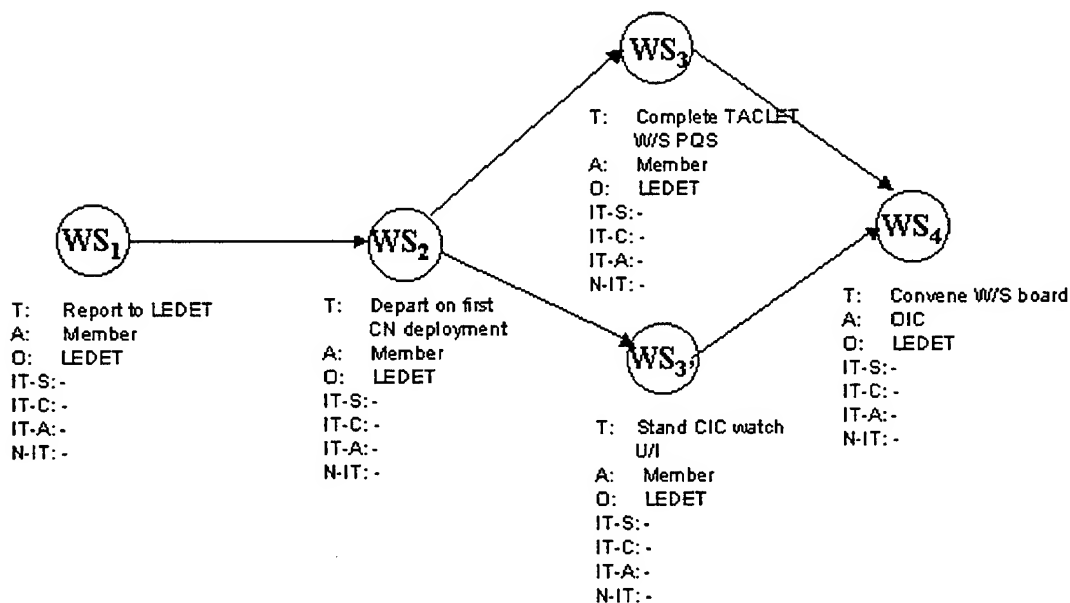 WS1
T: Report to LEDET
A: Member
O: LEDET
IT-S:-
IT-C: -
IT-A: -
N-IT: -
WS2
T: Depart on first
CN deployment
A: Member
O: LEDET
IT-S:-
IT-C: -
IT-A: -
N-IT: -
WS3
T: Complete TACLET
W/S PQS
A: Member
O: LEDET
IT-S:-
IT-C: -
IT-A: -
N-IT: -
WS3'
T: Stand CIC watch
U/I
A: Member
O: LEDET
IT-S:-
IT-C: -
IT-A: -
N-IT: -
WS4
T: Convene W/S board
A: OIC
O: LEDET
IT-S:-
IT-C: -
IT-A: -
N-IT: -